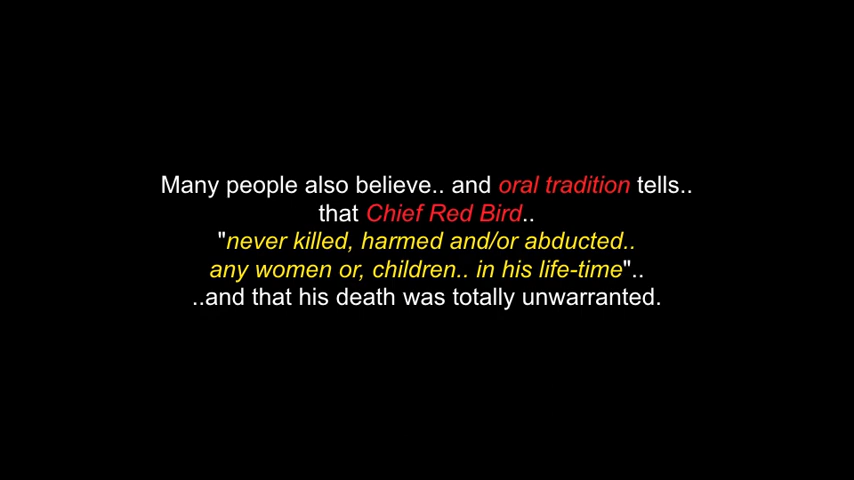 Many people also believe.. and oral tradition tells..
that Chief Red Bird..
"never killed, harmed and/or abducted..
any women or, children.. in his life-time"..
..and that his death was totally unwarranted.